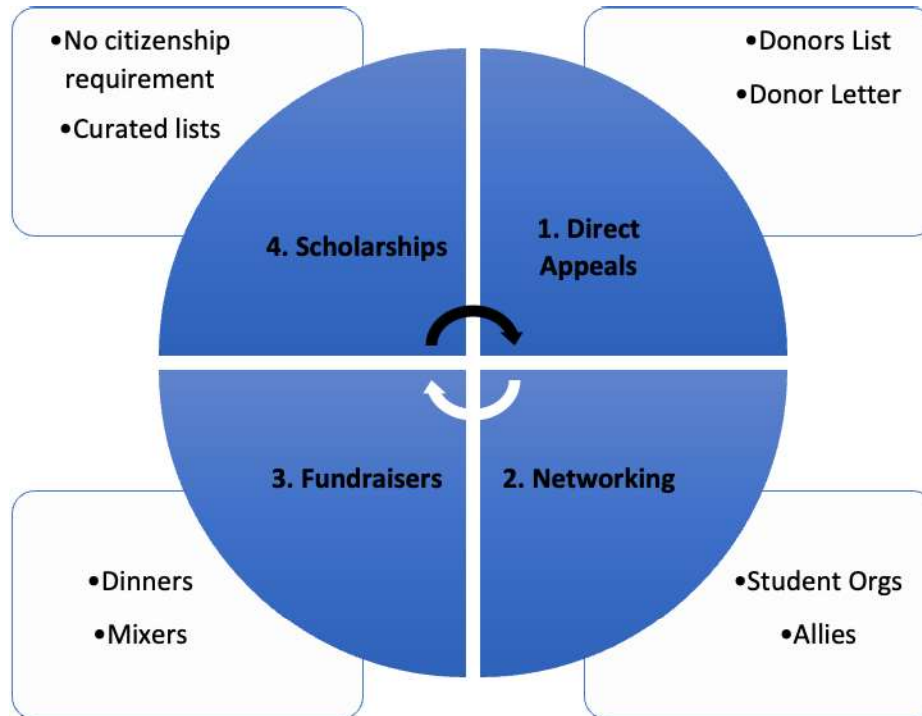 •No citizenship
requirement
•Curated lists
•Donors List
•Donor Letter
4. Scholarships
1. Direct
Appeals
3. Fundraisers
2. Networking
•Dinners
•Mixers
•Student Orgs
•Allies